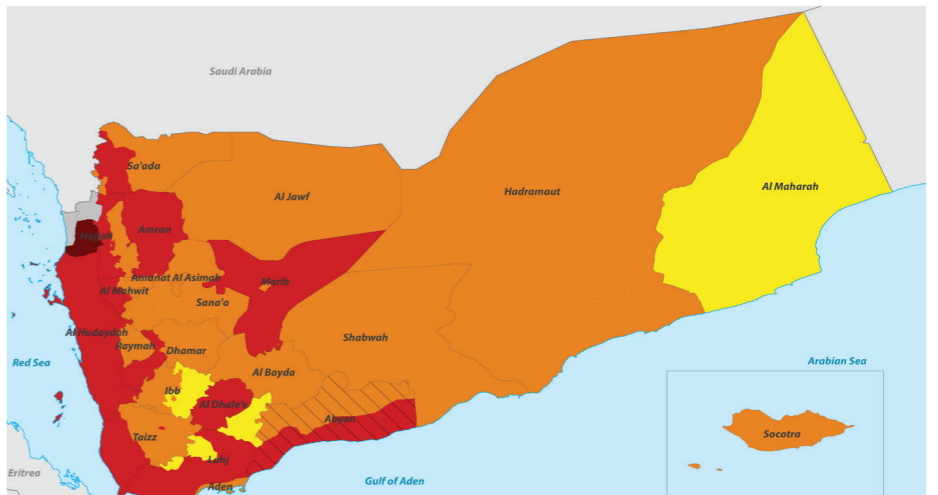 Saudi Arabia
Sa'ada
Al Jawf
Hadramaut
Al Maharah
Hajjah
Amran
Amanat Al Asimah
Marib
Al Mahwit
Sana'a
Al Hudaydah
Raymah
Dhamar
Shabwah
Red Sea
Arabian Sea
Al Bayda
Ibb
Al Dhale'e
Abyan
Taizz
Socotra
Lahj
Eritrea
Aden
Gulf of Aden